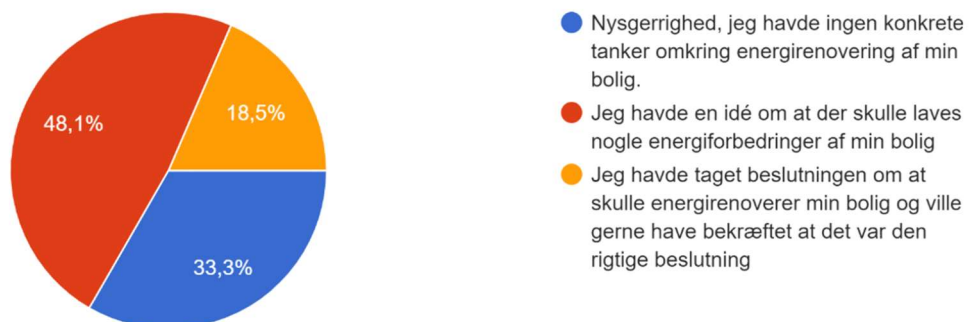 48,1%
18,5%
33,3%
Nysgerrighed, jeg havde ingen konkrete
tanker omkring energirenovering af min
bolig.
Jeg havde en idé om at der skulle laves
nogle energiforbedringer af min bolig
Jeg havde taget beslutningen om at
skulle energirenoverer min bolig og ville
gerne have bekræftet at det var den
rigtige beslutning